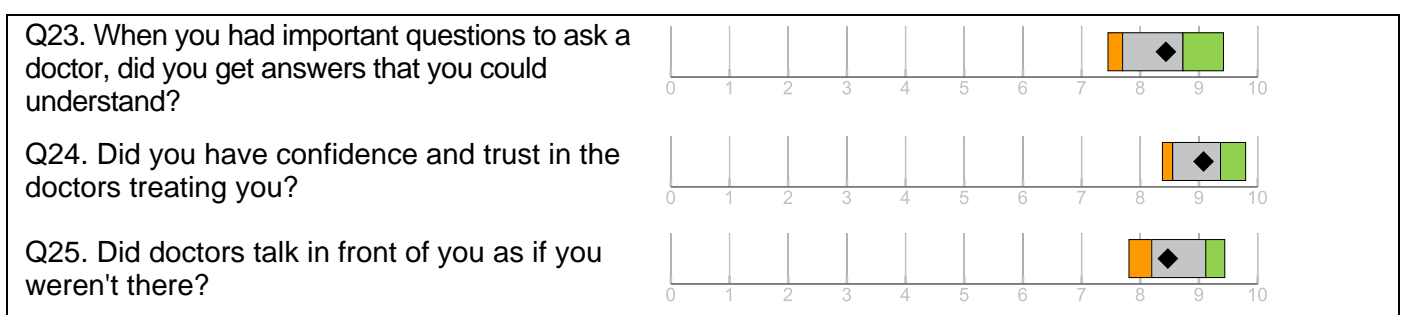 Q23. When you had important questions to ask a
doctor, did you get answers that you could
understand?
0 1 2 3 4 5 6 7 8 9 10
Q24. Did you have confidence and trust in the
doctors treating you?
0 1 2 3 4 5 6 7 8 9 10
Q25. Did doctors talk in front of you as if you
weren't there?
0 1 2 3 4 5 6 7 8 9 10